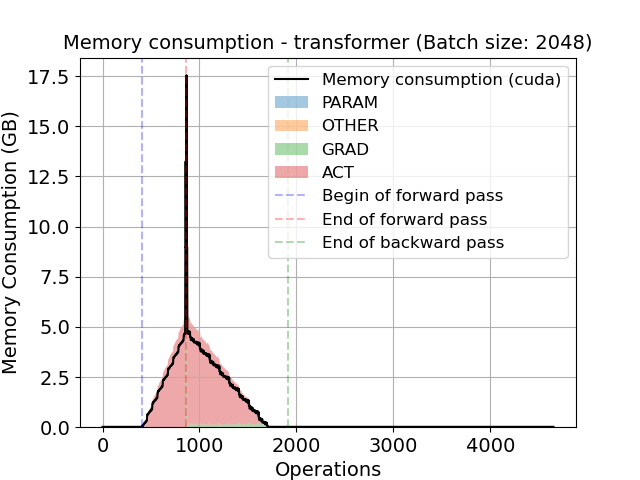 Memory consumption - transformer (Batch size: 2048)
Memory Consumption (GB)
17.5
15.0
12.5
10.0
7.5
5.0
2.5
0.0
Memory consumption (cuda)
PARAM
OTHER
GRAD
ACT
Begin of forward pass
End of forward pass
End of backward pass
0 1000 2000 3000 4000
Operations